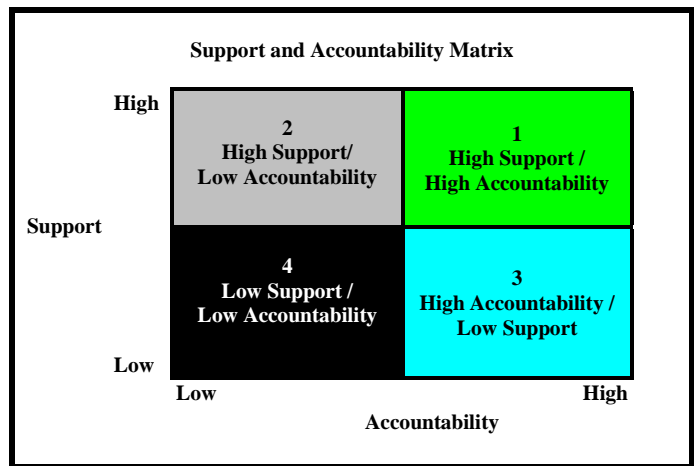 Support and Accountability Matrix
High
2
High Support/
Low Accountability
1
High Support /
High Accountability
Support
4
Low Support /
Low Accountability
3
High Accountability /
Low Support
Low
Low
High
Accountability